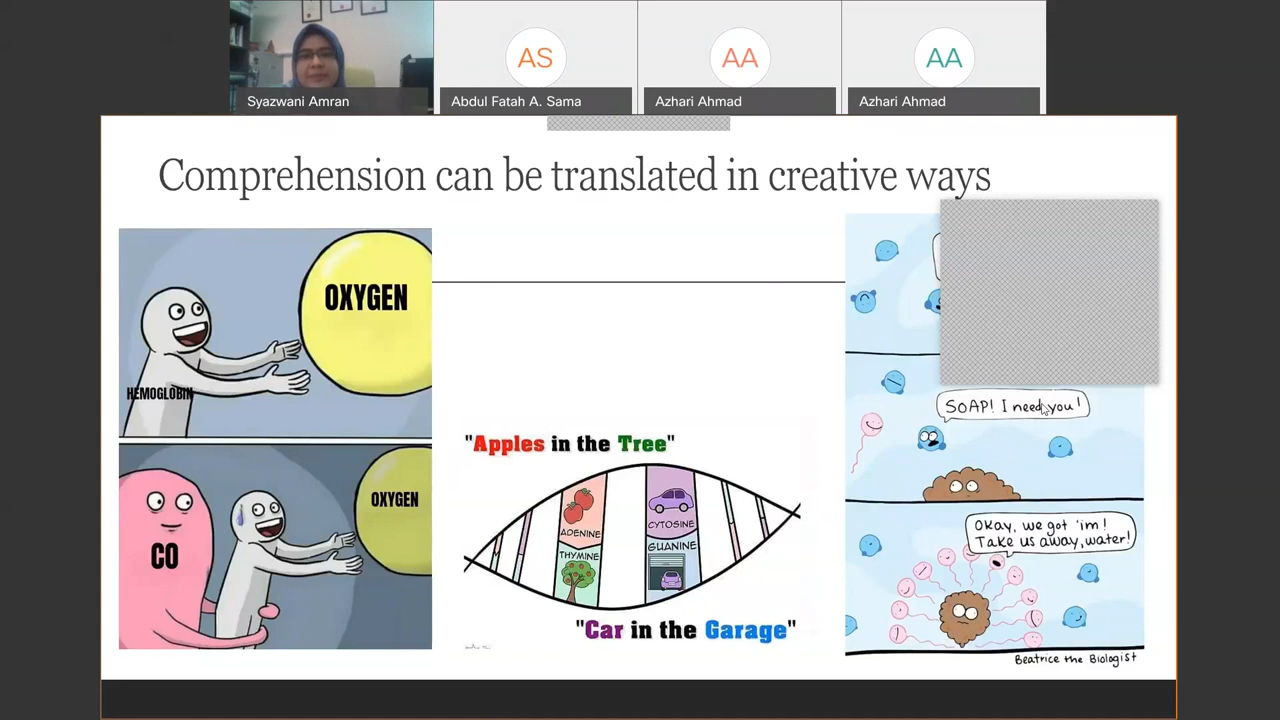 AS
AA
AA
Syazwani Amran
Abdul Fatah A. Sama
Azhari Ahmad
Azhari Ahmad
Comprehension can be translated in creative ways
OXYGEN
HEMOGLOBIN
CO
OXYGEN
"Apples in the Tree"
ADENINE
THYMINE
CYTOSINE
GUANINE
"Car in the Garage"
SOAP! I need you!
Okay, we got 'im!
Take us away, water!
Beatrice the Biologist